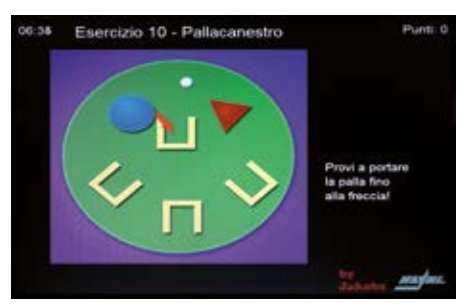 06:38
Esercizio 10 - Pallacanestro
Punti: 0
Provi a portare
la palla fino
alla freccia!
by